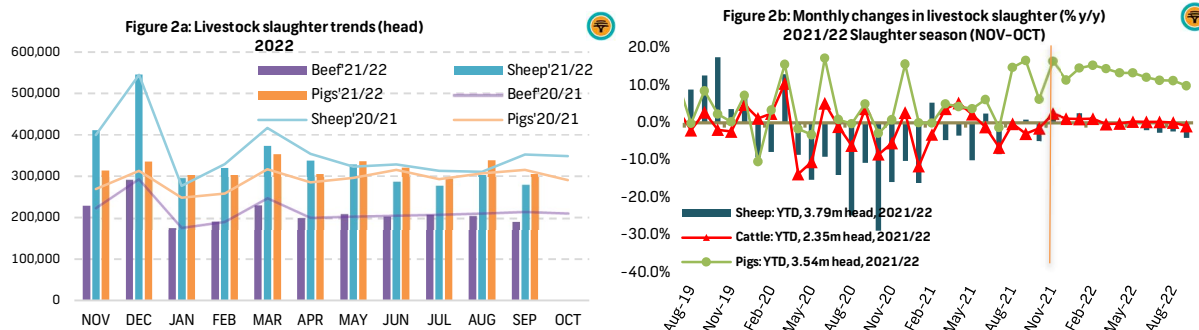 Figure 2a: Livestock slaughter trends (head)
2022
600,000
500,000
400,000
300,000
200,000
100,000
0
Beef'21/22
Sheep'21/22
Pigs'21/22
Beef'20/21
Sheep'20/21
Pigs'20/21
NOV DEC JAN FEB MAR APR MAY JUN JUL AUG SEP OCT
Figure 2b: Monthly changes in livestock slaughter (% y/y)
2021/22 Slaughter season (NOV-OCT)
20.0%
10.0%
0.0%
-10.0%
-20.0%
-30.0%
-40.0%
Sheep: YTD, 3.79m head, 2021/22
Cattle: YTD, 2.35m head, 2021/22
Pigs: YTD, 3.54m head, 2021/22
Aug-19 Nov-19 Feb-20 May-20 Aug-20 Nov-20 Feb-21 May-21 Aug-21 Nov-21 Feb-22 May-22 Aug-22